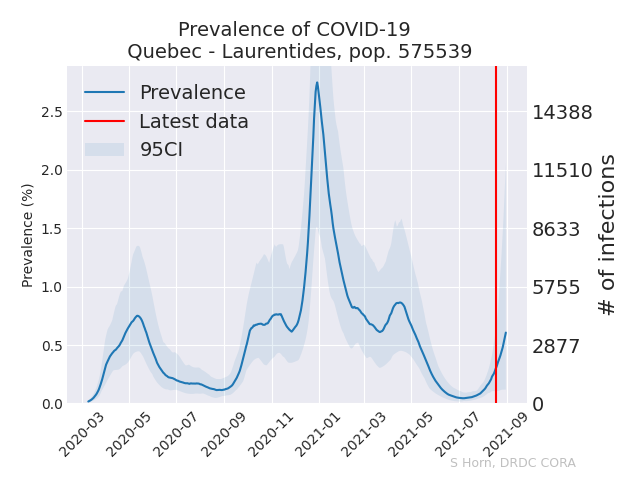 Prevalence of COVID-19
Quebec - Laurentides, pop. 575539
Prevalence
Latest data
95CI
Prevalence (%)
2.5
2.0
1.5
1.0
0.5
0.0
14388
11510
8633
5755
2877
0
# of infections
2020-03
2020-05
2020-07
2020-09
2020-11
2021-01
2021-03
2021-05
2021-07
2021-09
S Horn, DRDC CORA